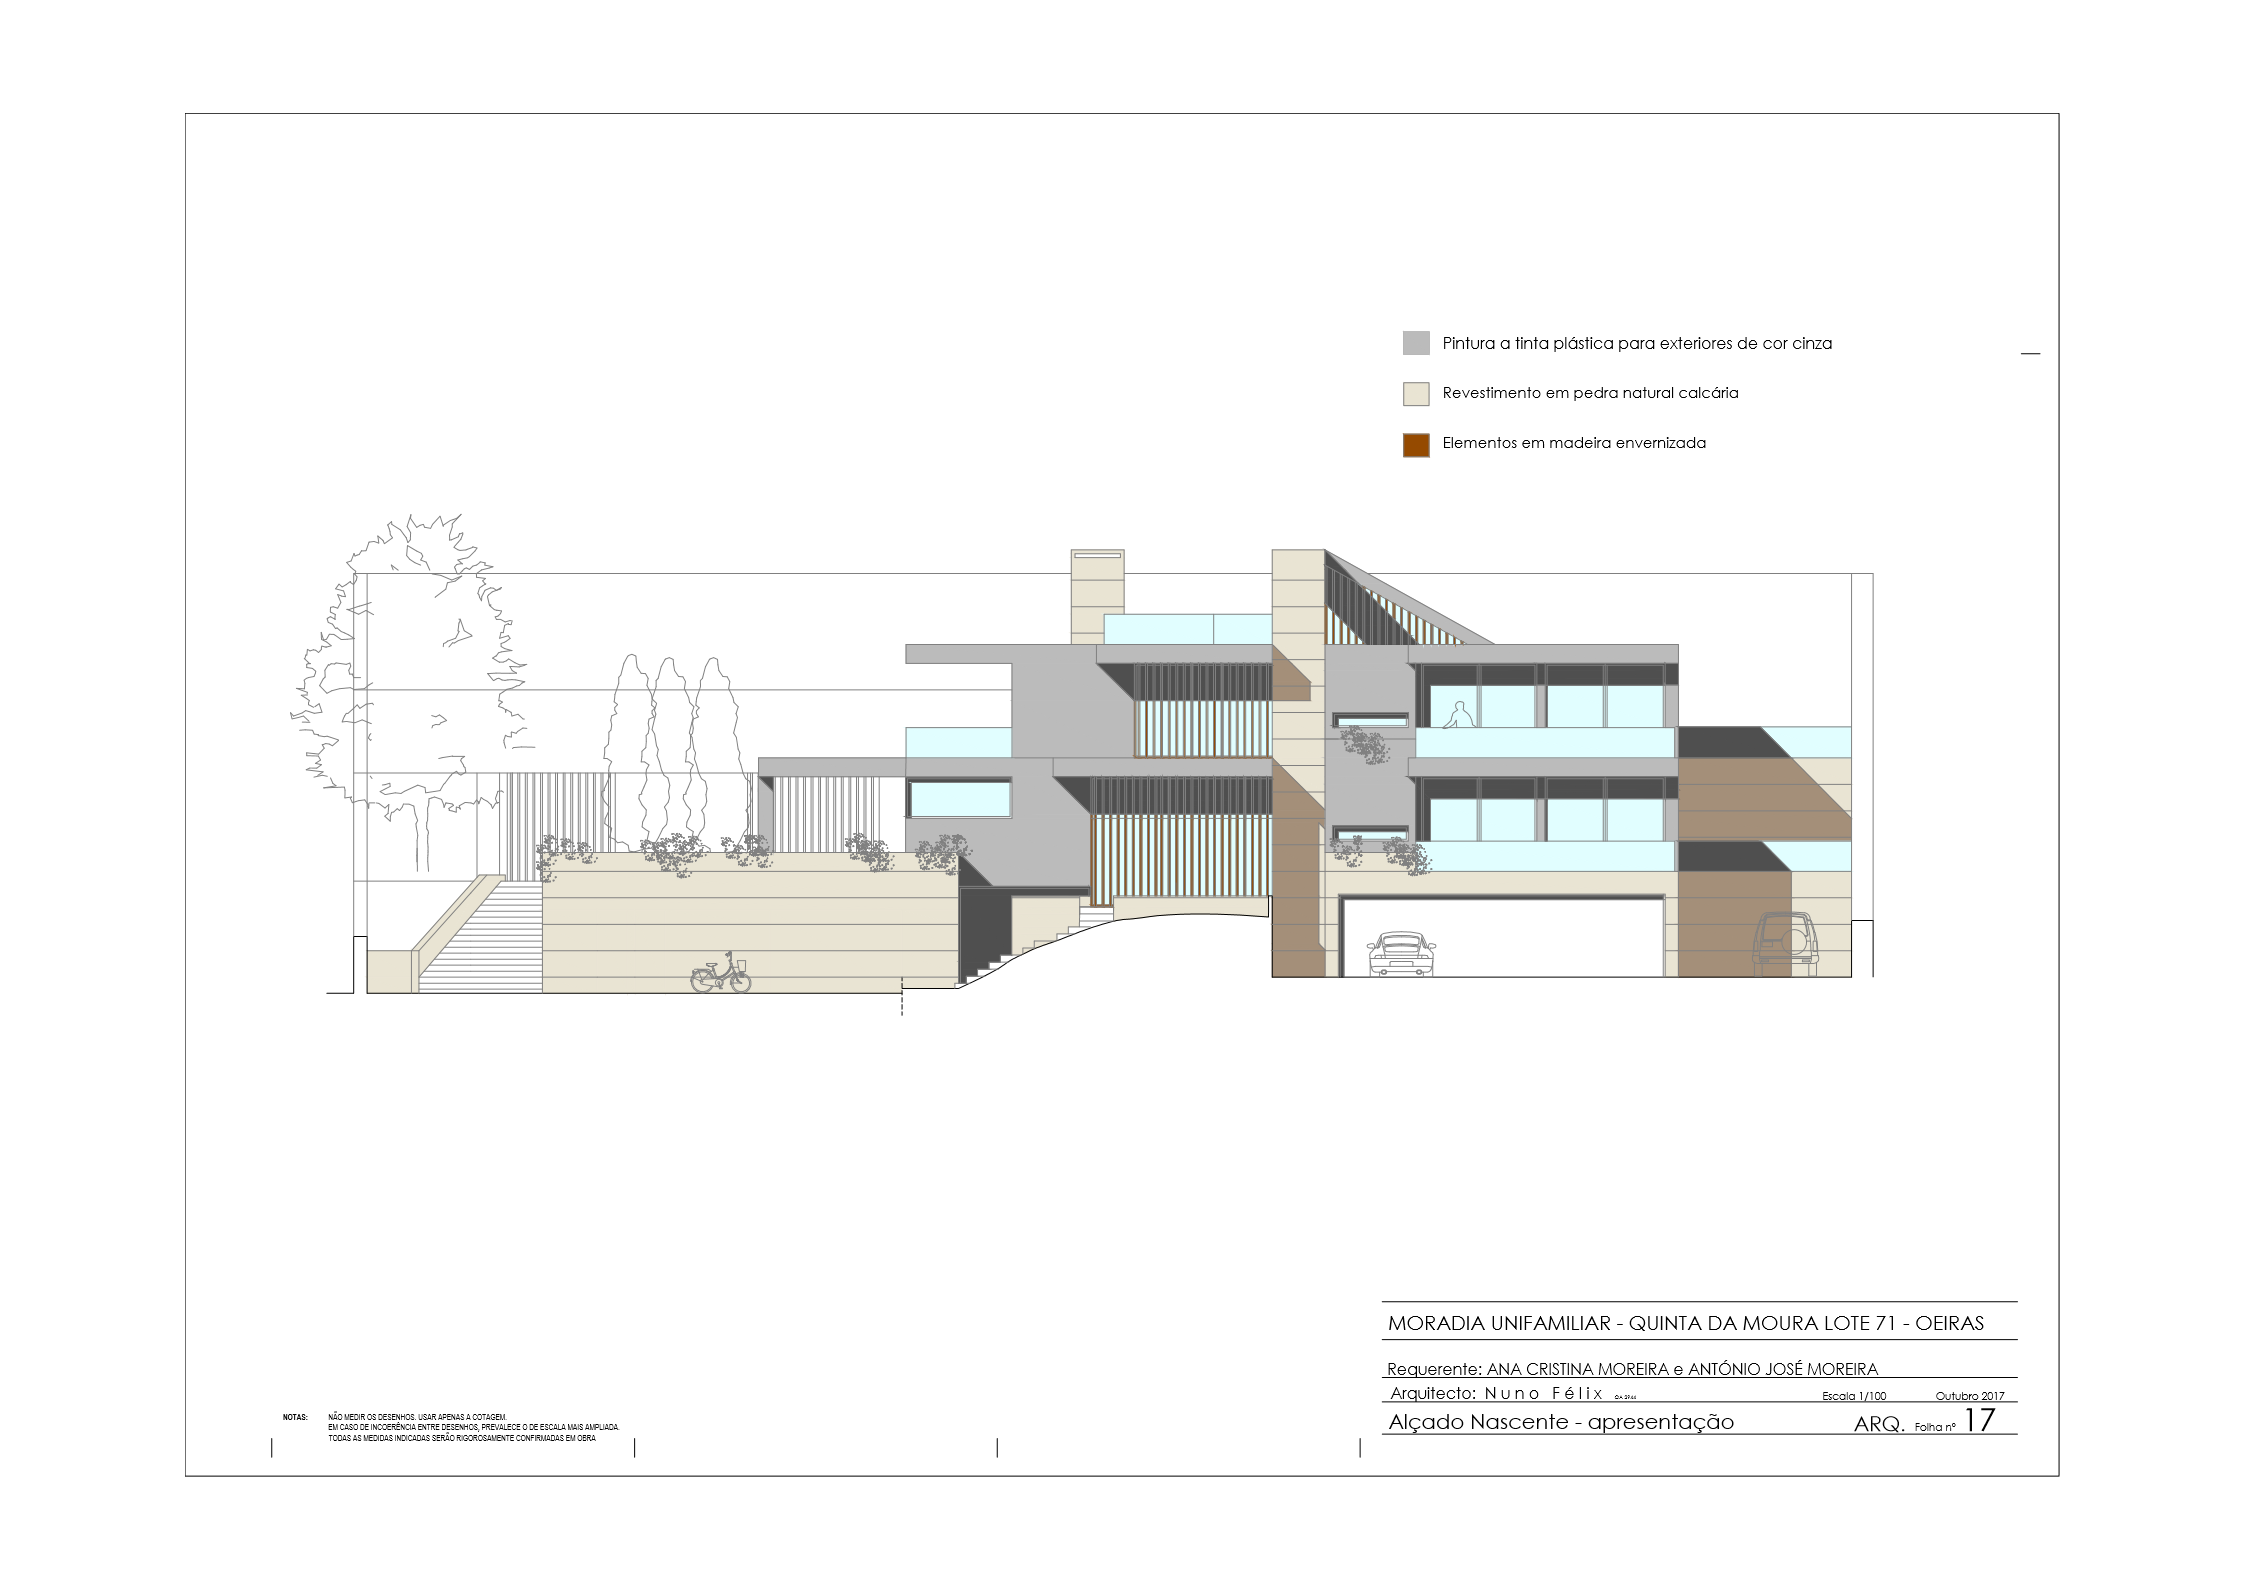 Pintura a tinta plástica para exteriores de cor cinza
Revestimento em pedra natural calcária
Elementos em madeira envernizada
MORADIA UNIFAMILIAR - QUINTA DA MOURA LOTE 71 - OEIRAS
Requerente: ANA CRISTINA MOREIRA e ANTÓNIO JOSÉ MOREIRA
Arquitecto: Nuno Félix Escala 1/100 Outubro 2017
Alçado Nascente - apresentação ARQ. Folha nº 17
NOTAS: NÃO MEDIR OS DESENHOS. USAR APENAS A COTAGEM.
EM CASO DE INCOERÊNCIA ENTRE DESENHOS, PREVALECE O DE ESCALA MAIS AMPLIADA.
TODAS AS MEDIDAS INDICADAS SERÃO RIGOROSAMENTE CONFIRMADAS EM OBRA